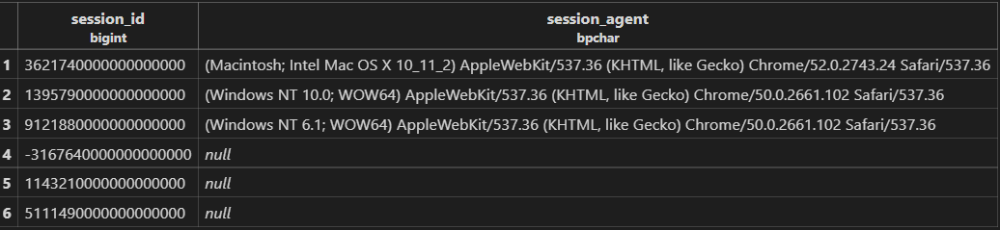 session_id session_agent
bigint bpchar
1 3621740000000000000 (Macintosh; Intel Mac OS X 10_11_2) AppleWebKit/537.36 (KHTML, like Gecko) Chrome/52.0.2743.24 Safari/537.36
2 1395790000000000000 (Windows NT 10.0; WOW64) AppleWebKit/537.36 (KHTML, like Gecko) Chrome/50.0.2661.102 Safari/537.36
3 9121880000000000000 (Windows NT 6.1; WOW64) AppleWebKit/537.36 (KHTML, like Gecko) Chrome/50.0.2661.102 Safari/537.36
4 -3167640000000000000 null
5 1143210000000000000 null
6 5111490000000000000 null